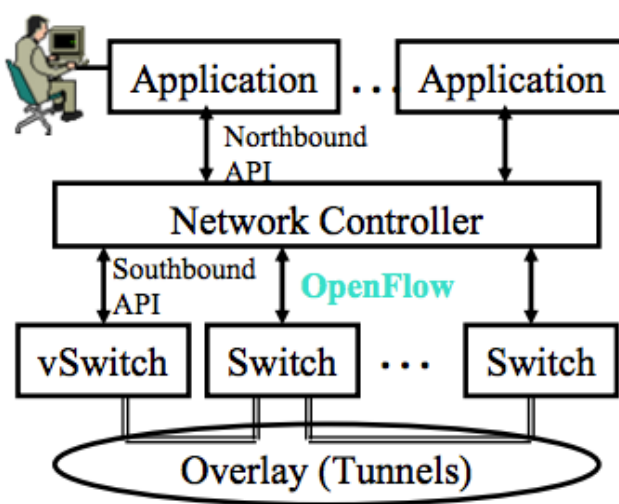 Application ... Application
Northbound
API
Network Controller
Southbound
API
OpenFlow
vSwitch Switch ... Switch
Overlay (Tunnels)